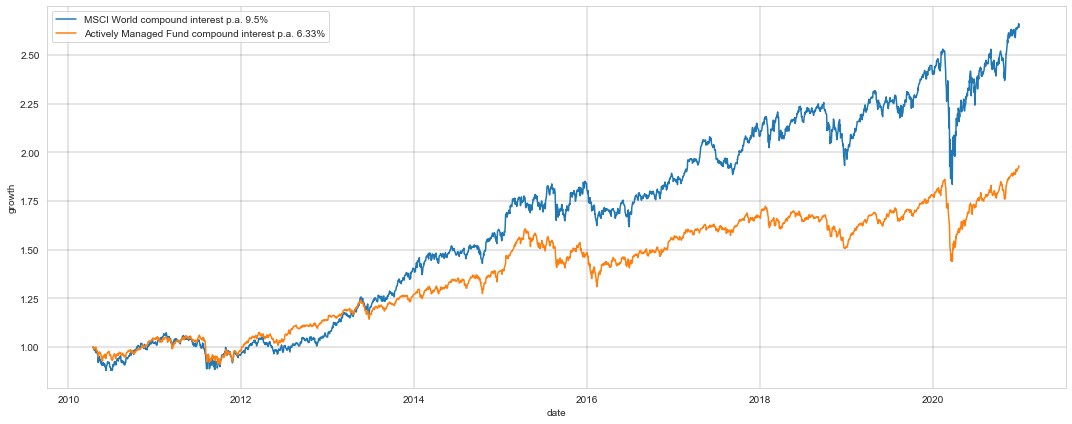 MSCI World compound interest p.a. 9.5%
Actively Managed Fund compound interest p.a. 6.33%
growth
2.50
2.25
2.00
1.75
1.50
1.25
1.00
2010 2012 2014 2016 2018 2020
date